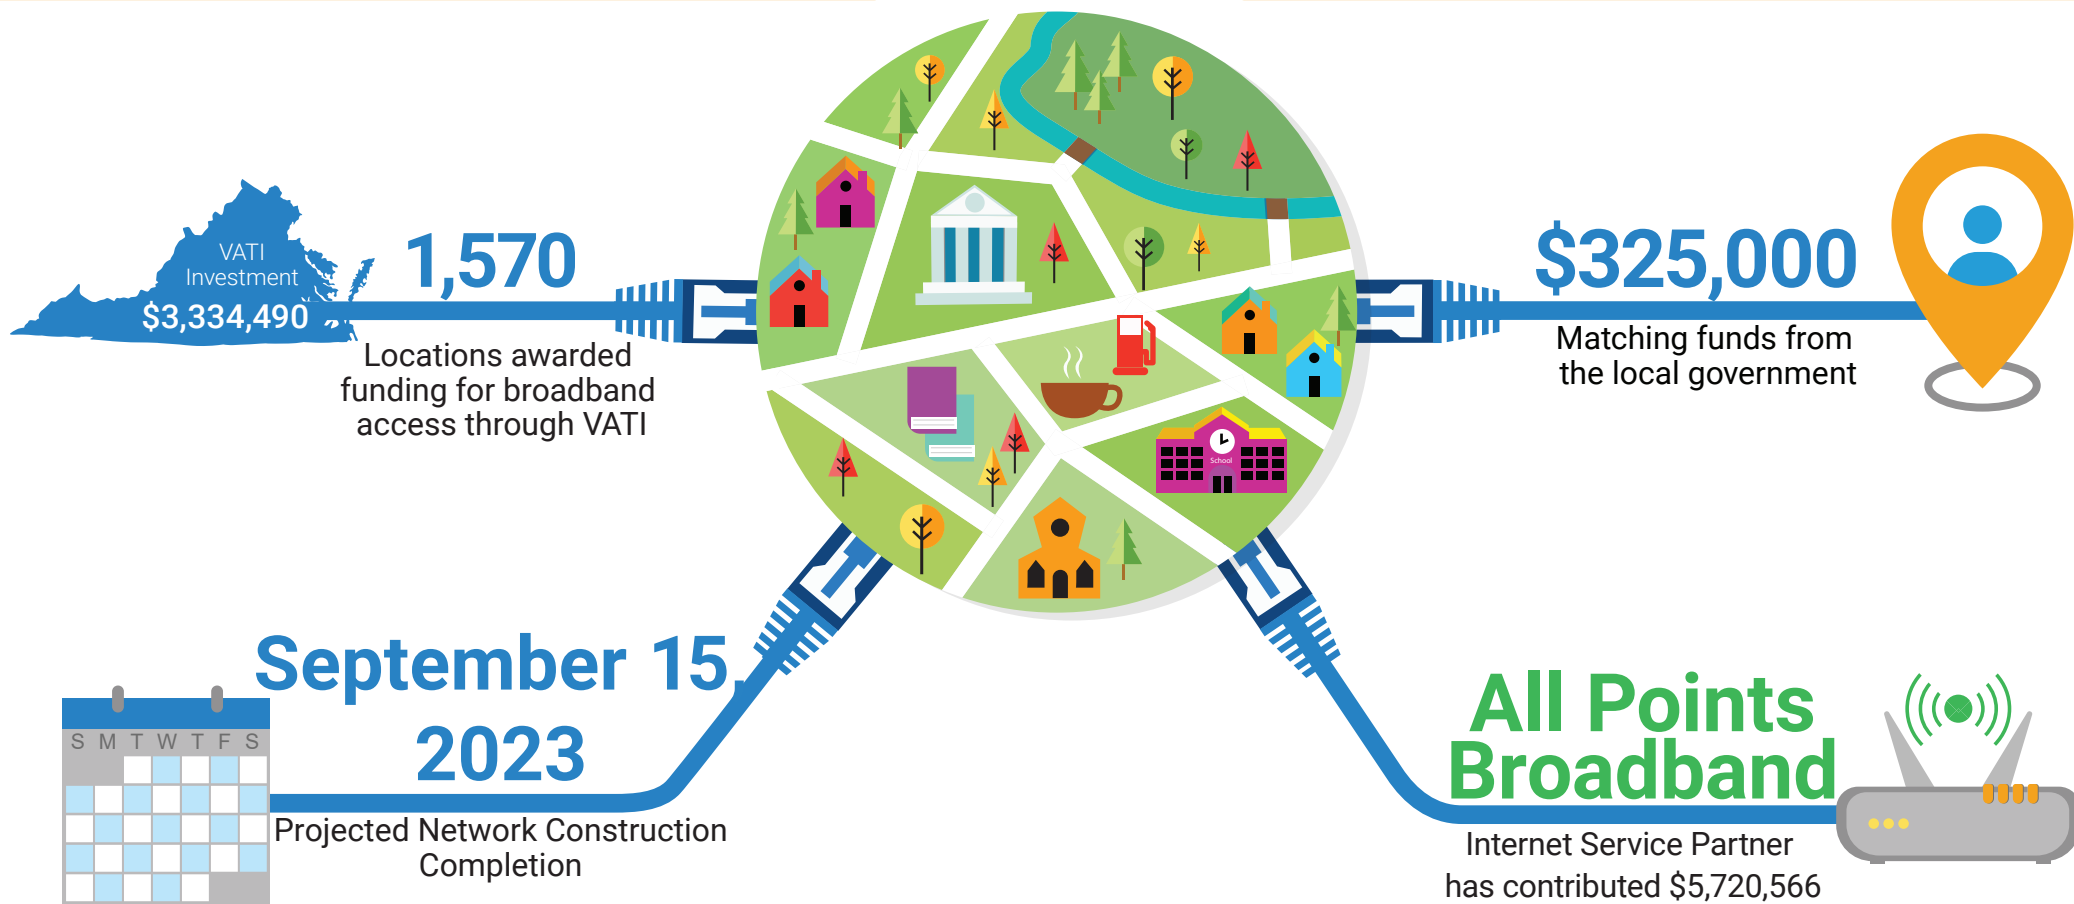 VATI
Investment
$3,334,490
1,570
Locations awarded
funding for broadband
access through VATI
$325,000
Matching funds from
the local government
School
September 15,
2023
Projected Network Construction
Completion
S M T W T F S
All Points
Broadband
Internet Service Partner
has contributed $5,720,566